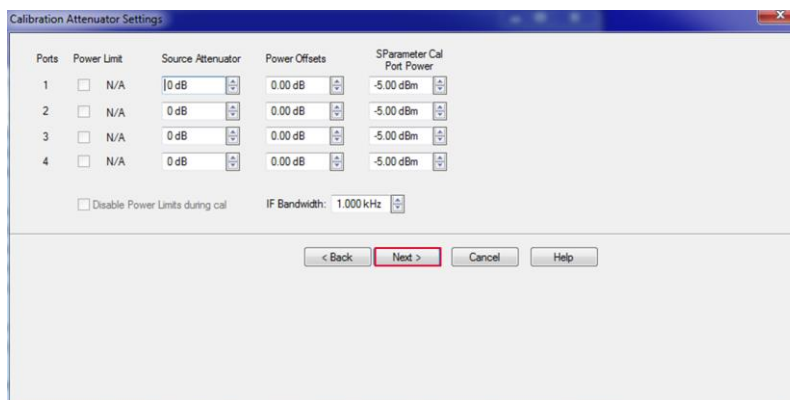 Calibration Attenuator Settings
Ports Power Limit Source Attenuator Power Offsets SParameter Cal
Port Power
1 N/A 0 dB 0.00 dB -5.00 dBm
2 N/A 0 dB 0.00 dB -5.00 dBm
3 N/A 0 dB 0.00 dB -5.00 dBm
4 N/A 0 dB 0.00 dB -5.00 dBm
Disable Power Limits during cal IF Bandwidth: 1.000 kHz
< Back Next > Cancel Help